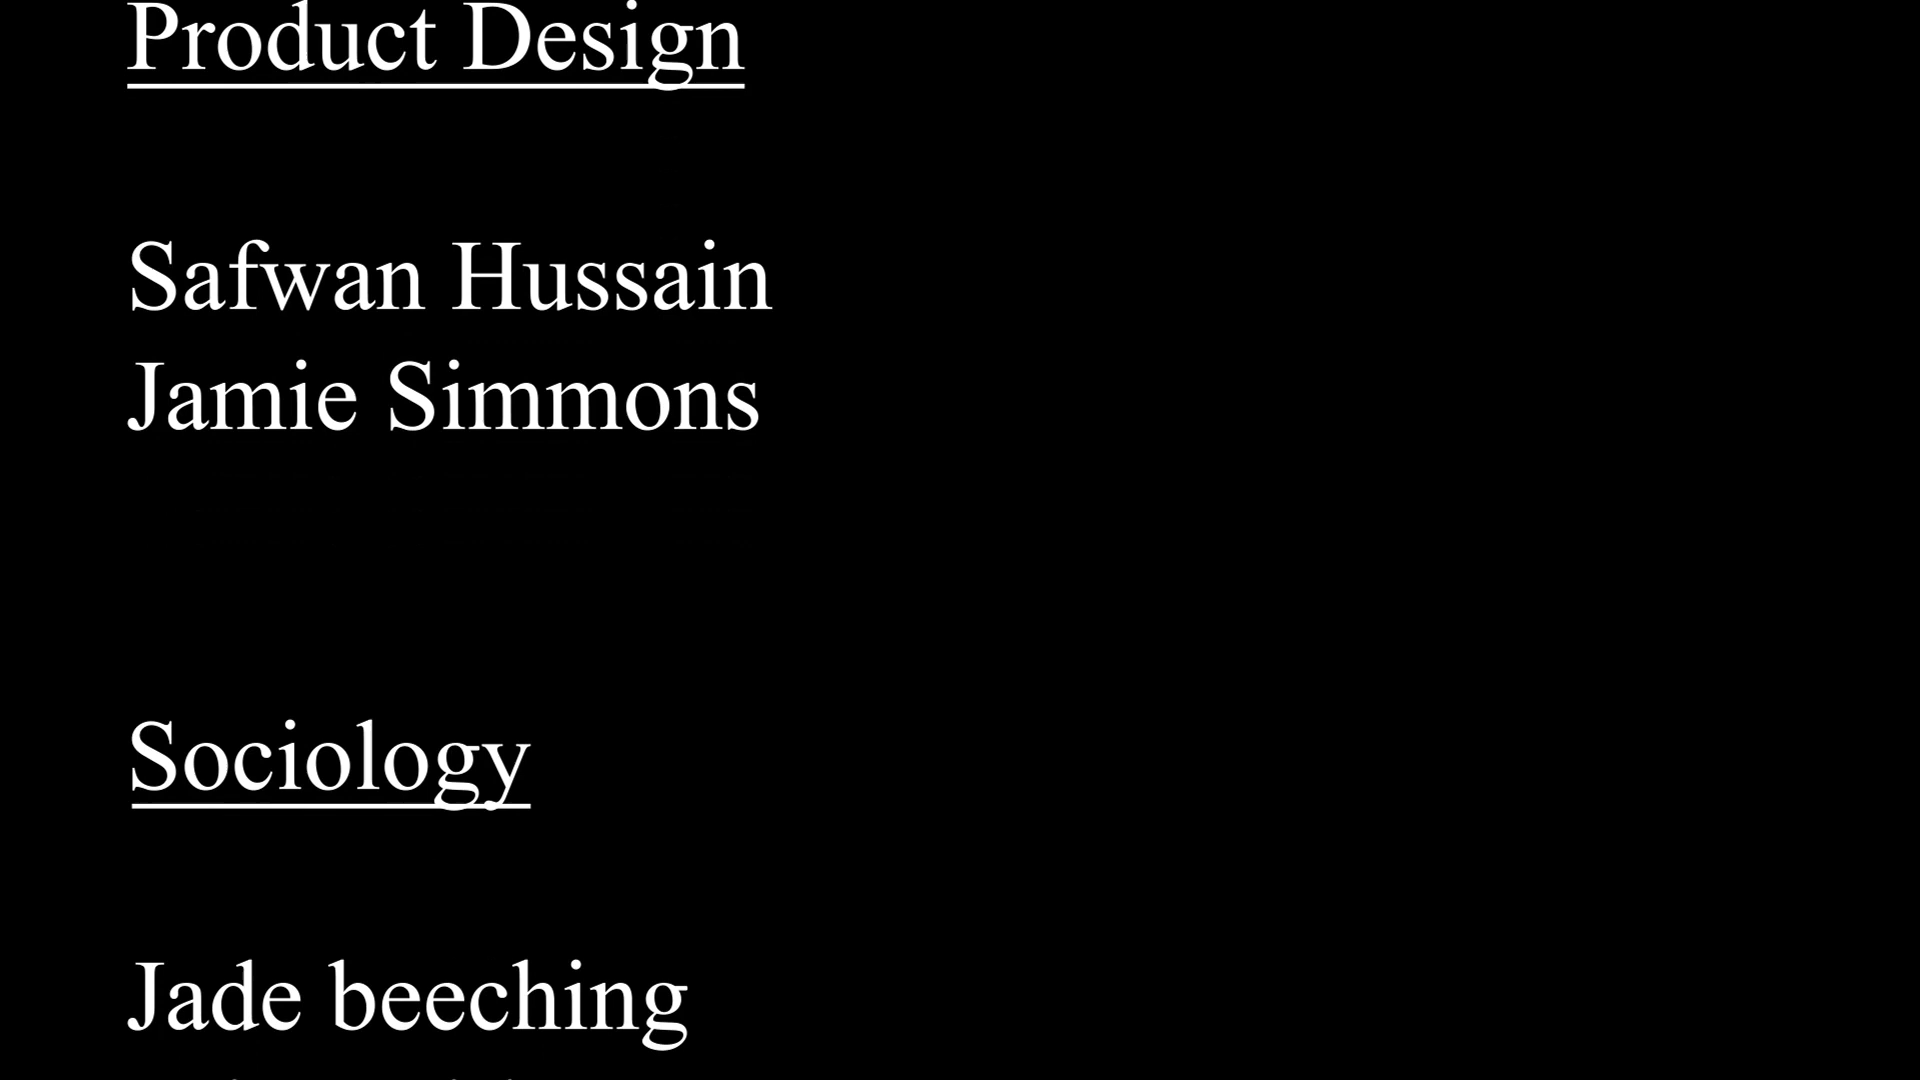 Product Design
Safwan Hussain
Jamie Simmons
Sociology
Jade beeching